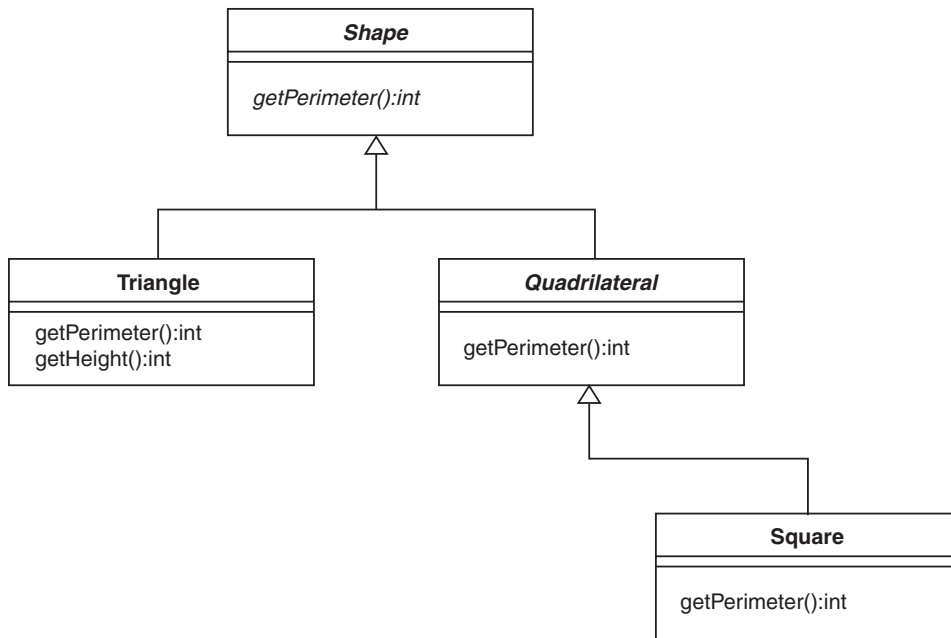 Shape
getPerimeter():int
Triangle
getPerimeter():int
getHeight():int
Quadrilateral
getPerimeter():int
Square
getPerimeter():int